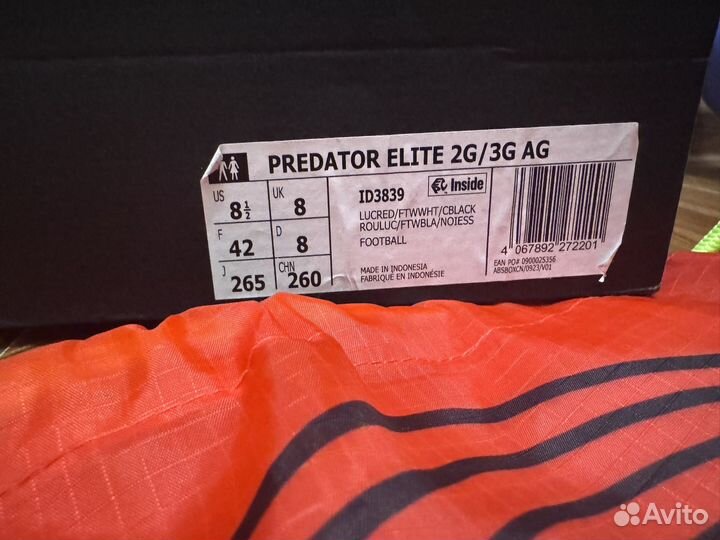 PREDATOR ELITE 2G/3G AG
US 8½ UK 8
F 42 D 8
J 265 CHN 260
ID3839 Inside
LUCRED/FTWWHT/CBLACK
ROULUC/FTWBLA/NOIESS
FOOTBALL
MADE IN INDONESIA
FABRIQUÉ EN INDONÉSIE
4 067892 272201
EAN PO# 0900025356
ABSBOXCN/0923/V01
Avito